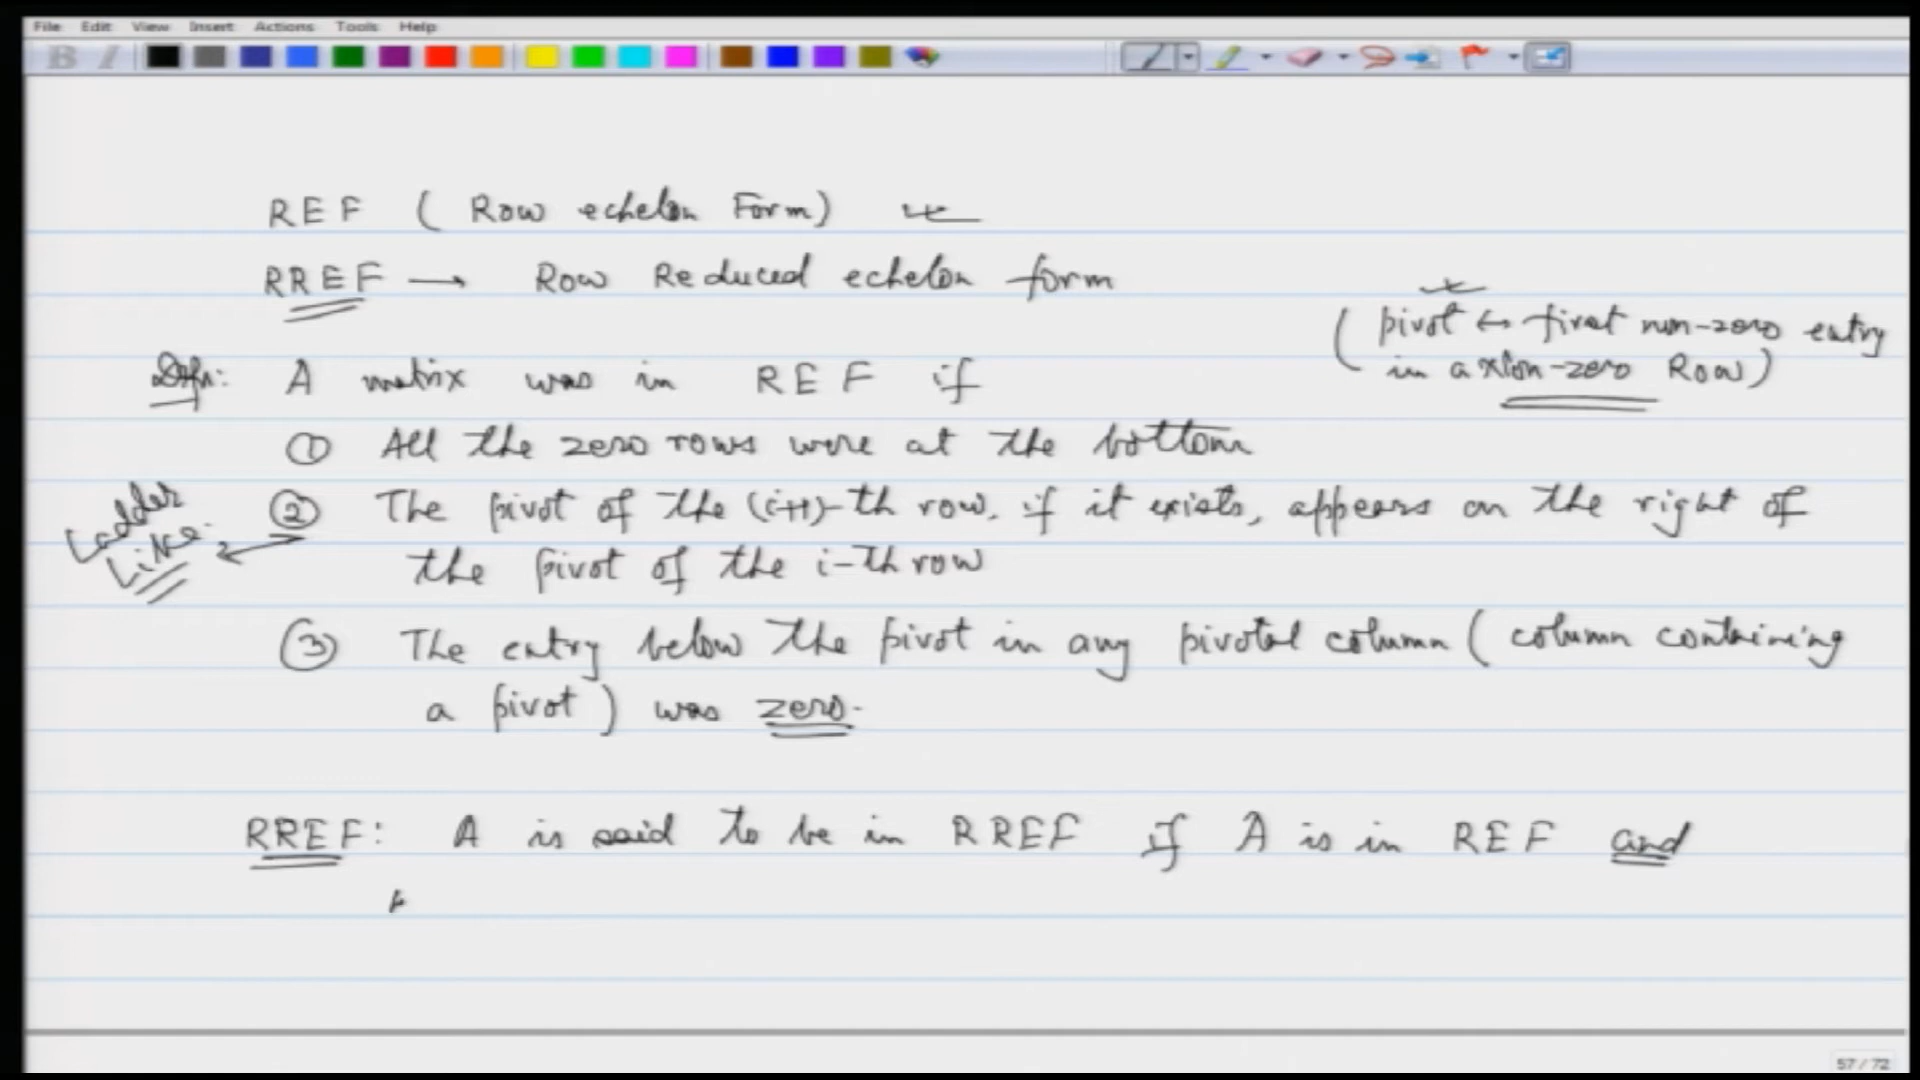 File Edit View Insert Actions Tools Help
B I
REF ( Row echelon Form)
RREF → Row Reduced echelon form
( pivot ↔ first non-zero entry
in a Non-zero Row)
Defn: A matrix was in REF if
① All the zero rows were at the bottom
Ladder
Like.
② The pivot of the (i+1)-th row, if it exists, appears on the right of
the pivot of the i-th row
③ The entry below the pivot in any pivotal column ( column containing
a pivot ) was zero.
RREF: A is said to be in RREF if A is in REF and
57 / 72